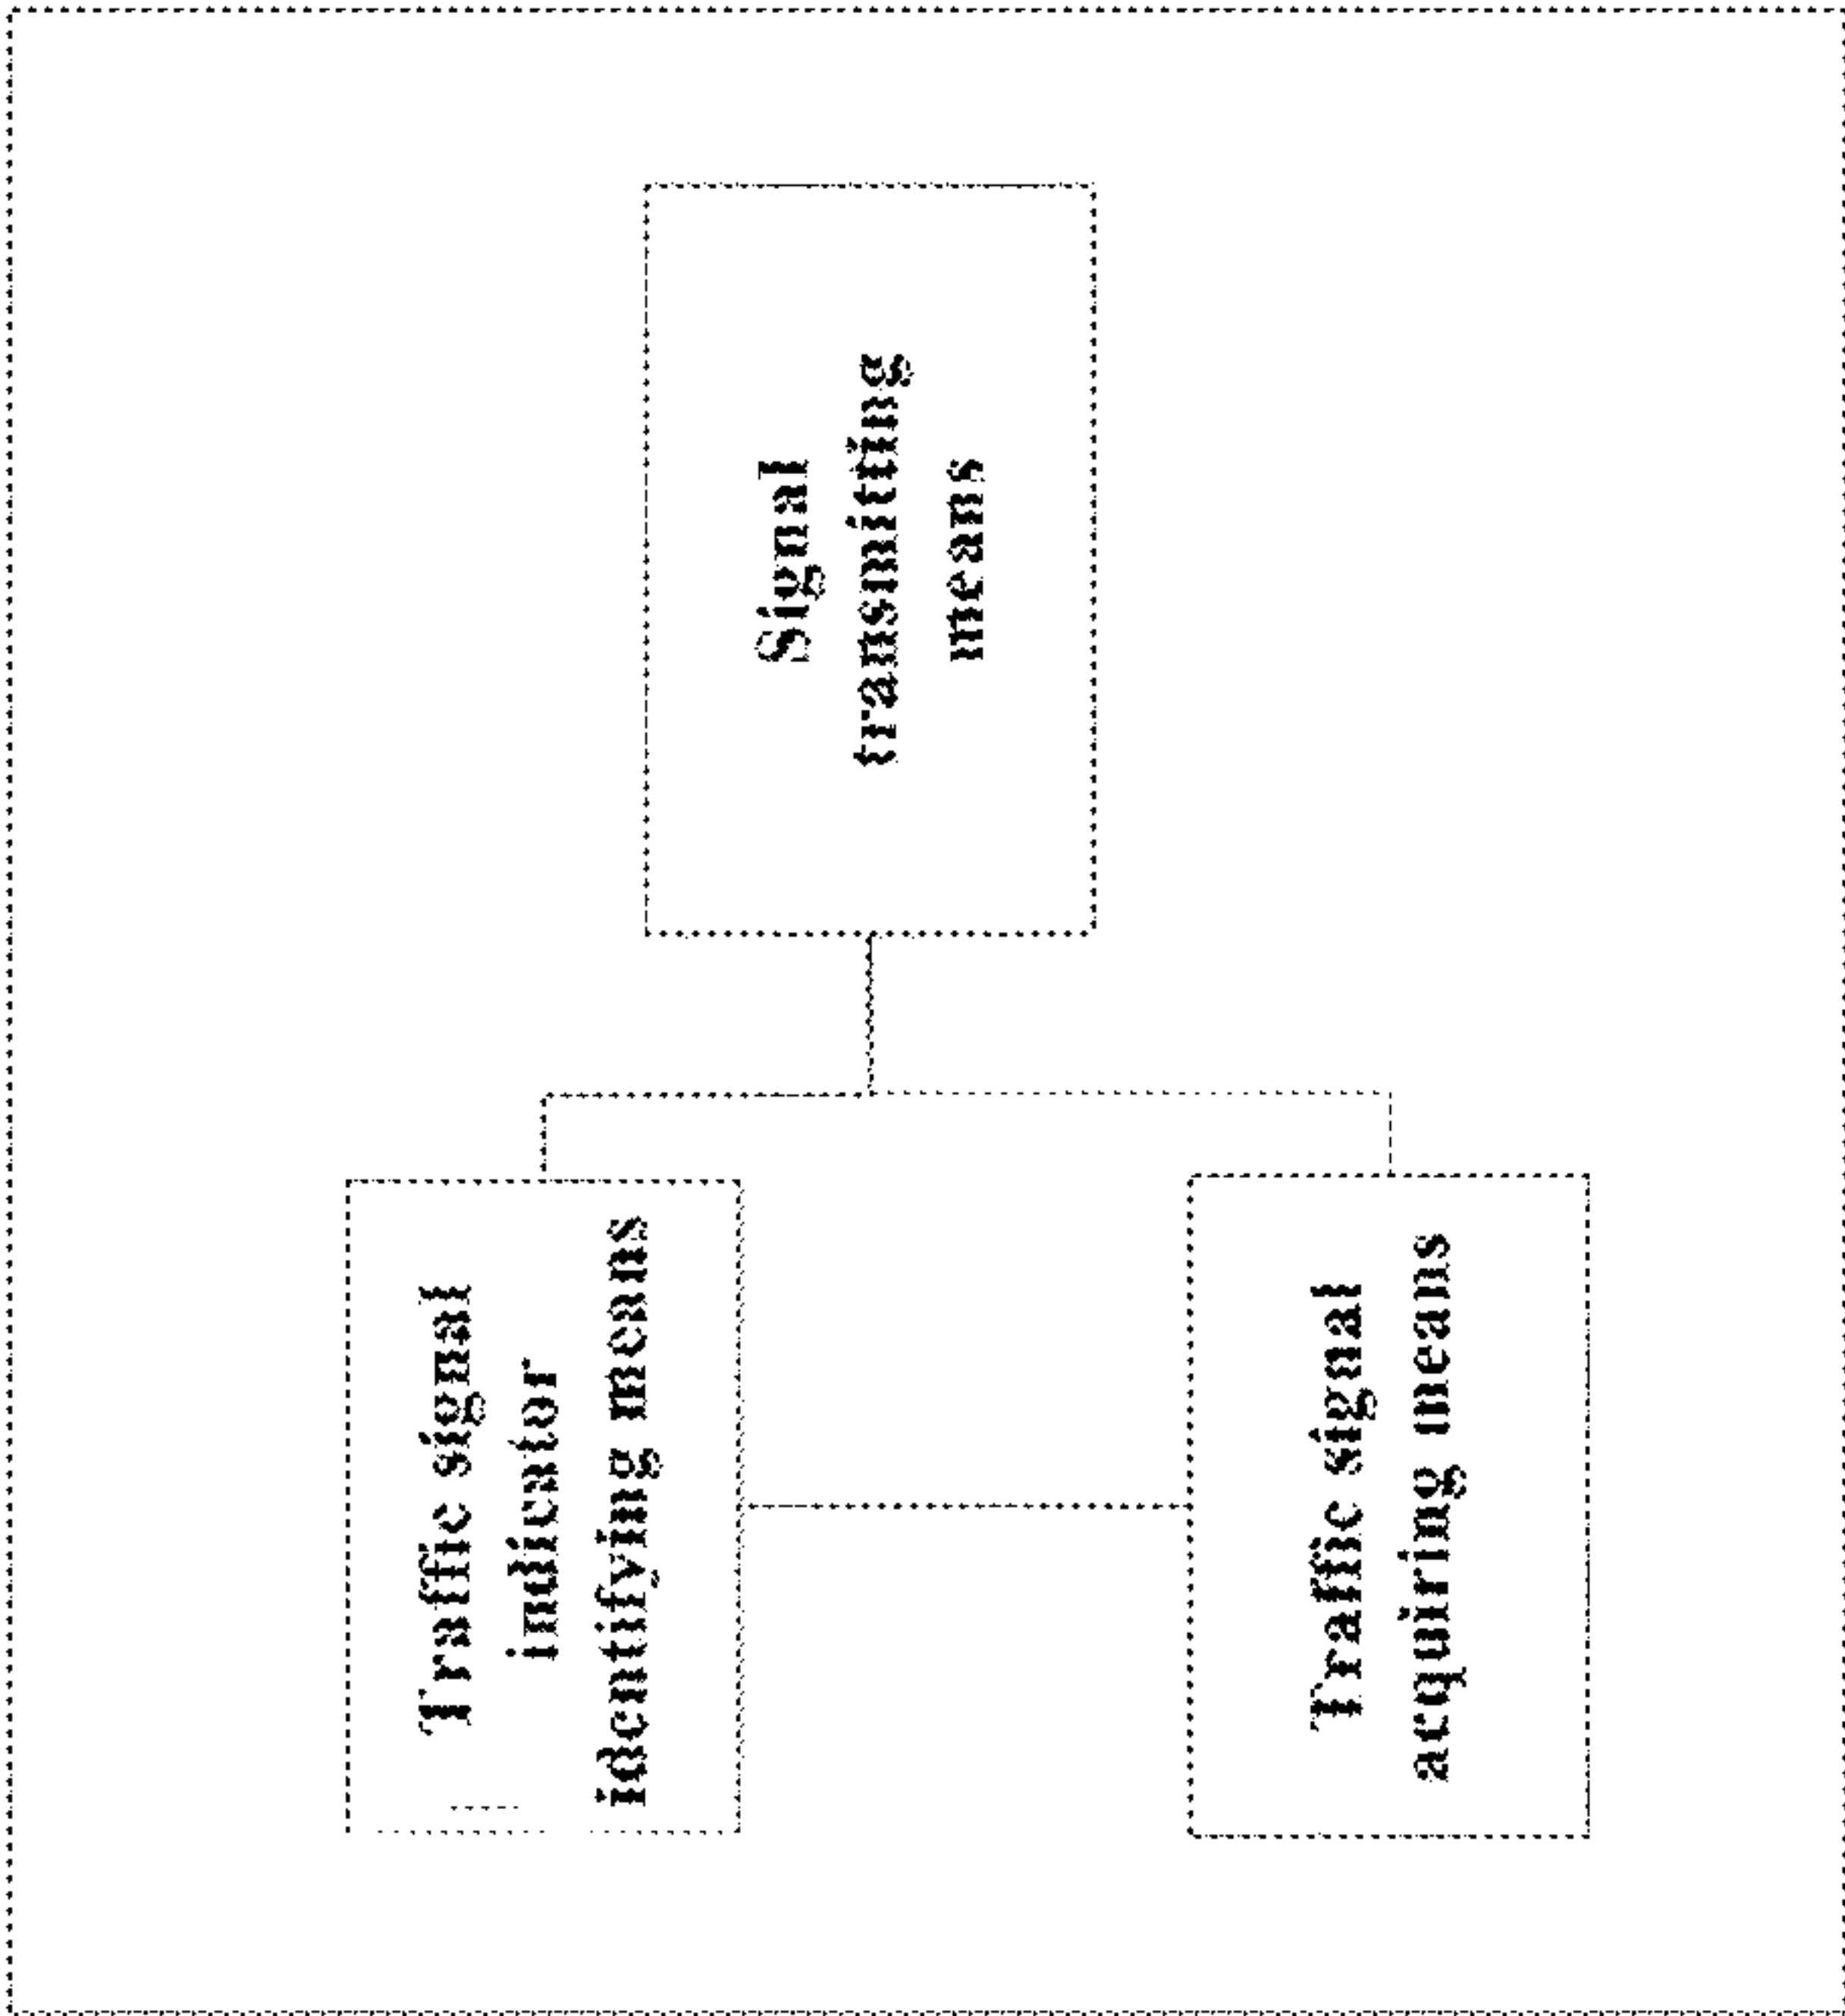 Traffic signal
indicator
identifying means
Signal
transmitting
means
Traffic signal
acquiring means